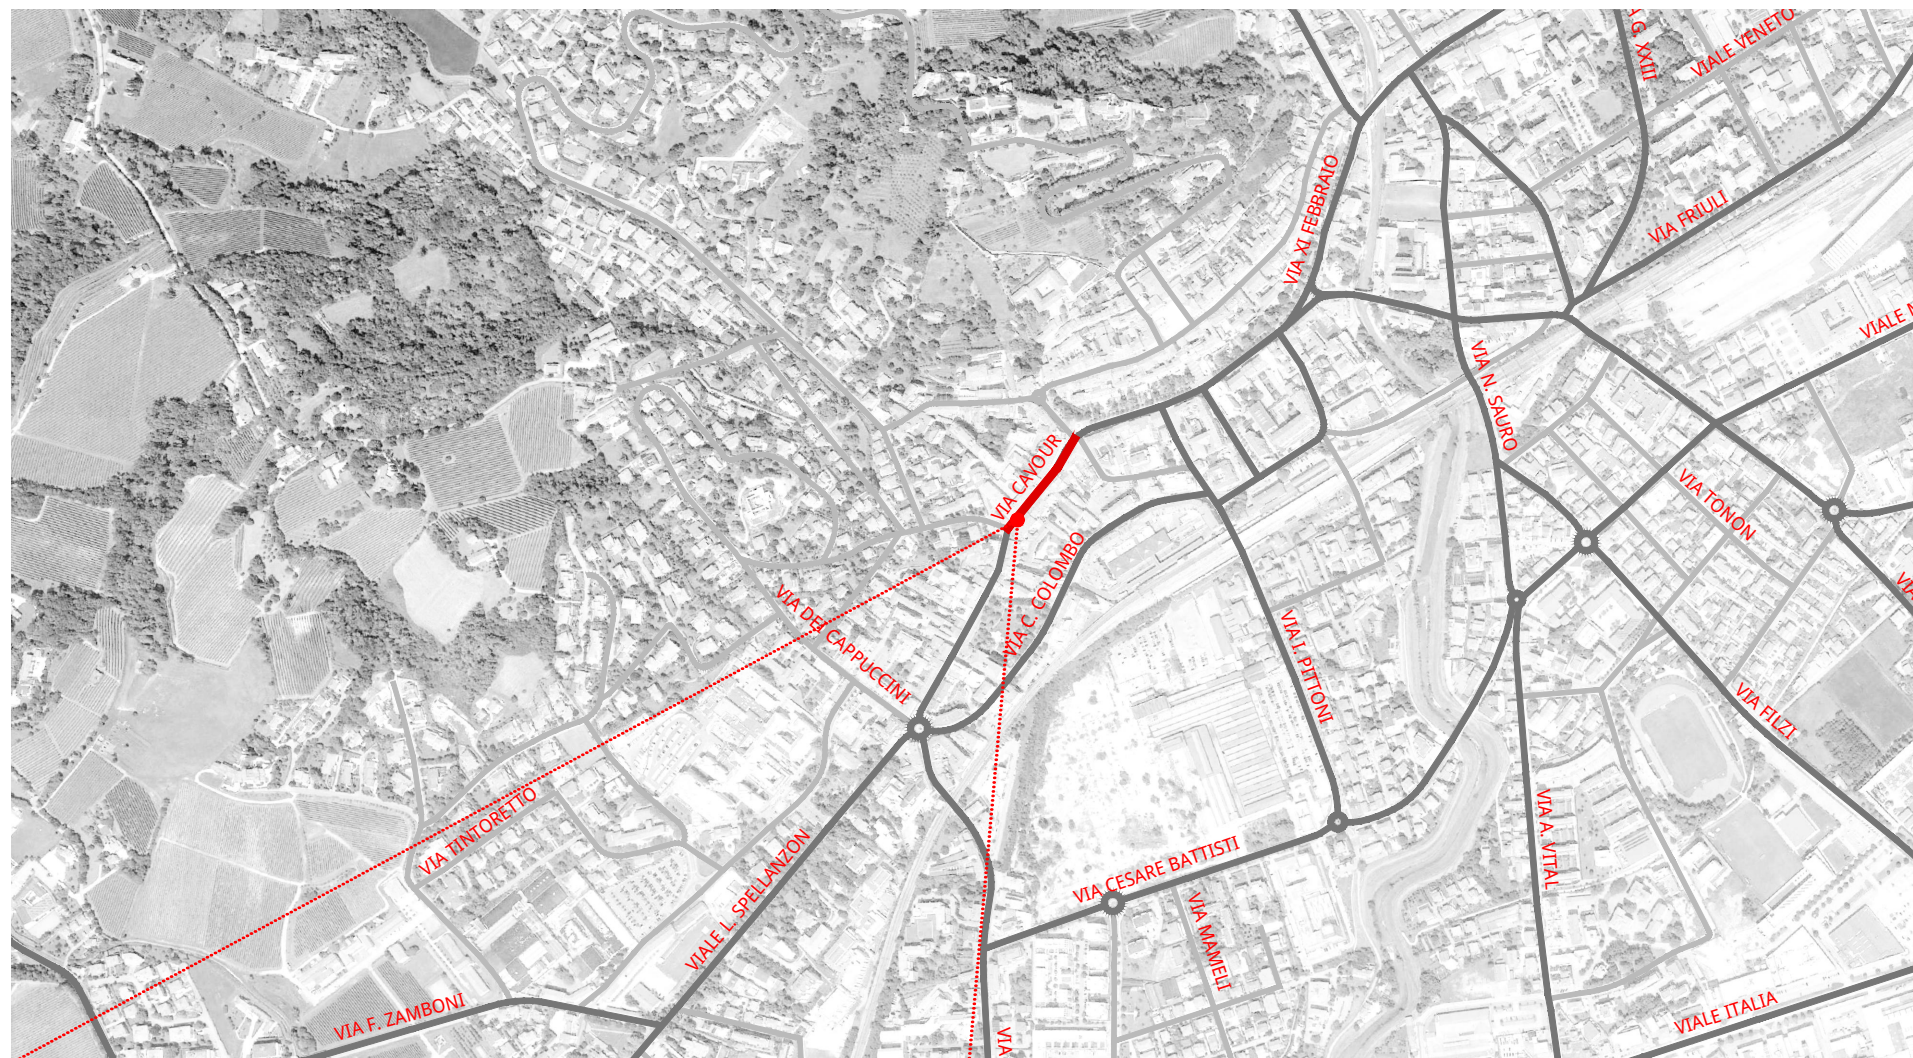 A G. XXIII
VIALE VENETO
VIA XI FEBBRAIO
VIA FRIULI
VIALE
VIA N. SAURO
VIA CAVOUR
VIA TONON
VIA C. COLOMBO
VIA
VIA DEI CAPPUCCINI
VIA I. PITTONI
VIA FILZI
VIA TINTORETTO
VIA A. VITAL
VIALE L. SPELLANZON
VIA CESARE BATTISTI
VIA MAMELI
VIA F. ZAMBONI
VIALE ITALIA
VIA